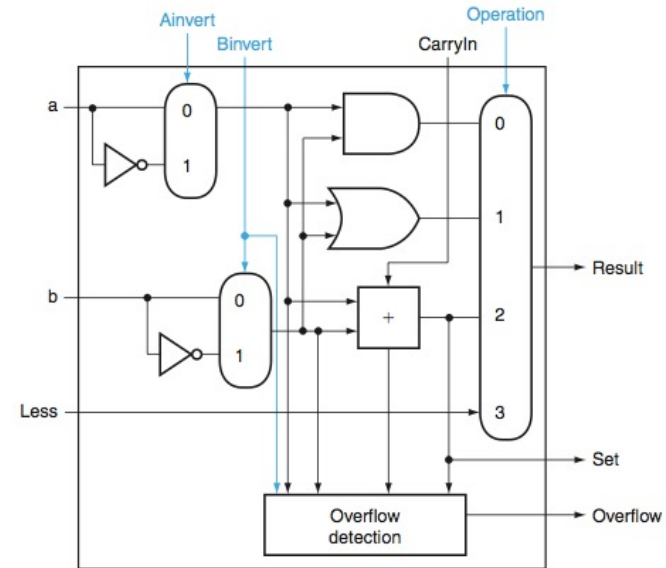 Ainvert
Operation
Binvert
CarryIn
a
0
0
1
1
Result
b
0
+
2
1
Less
3
Set
Overflow
detection
Overflow